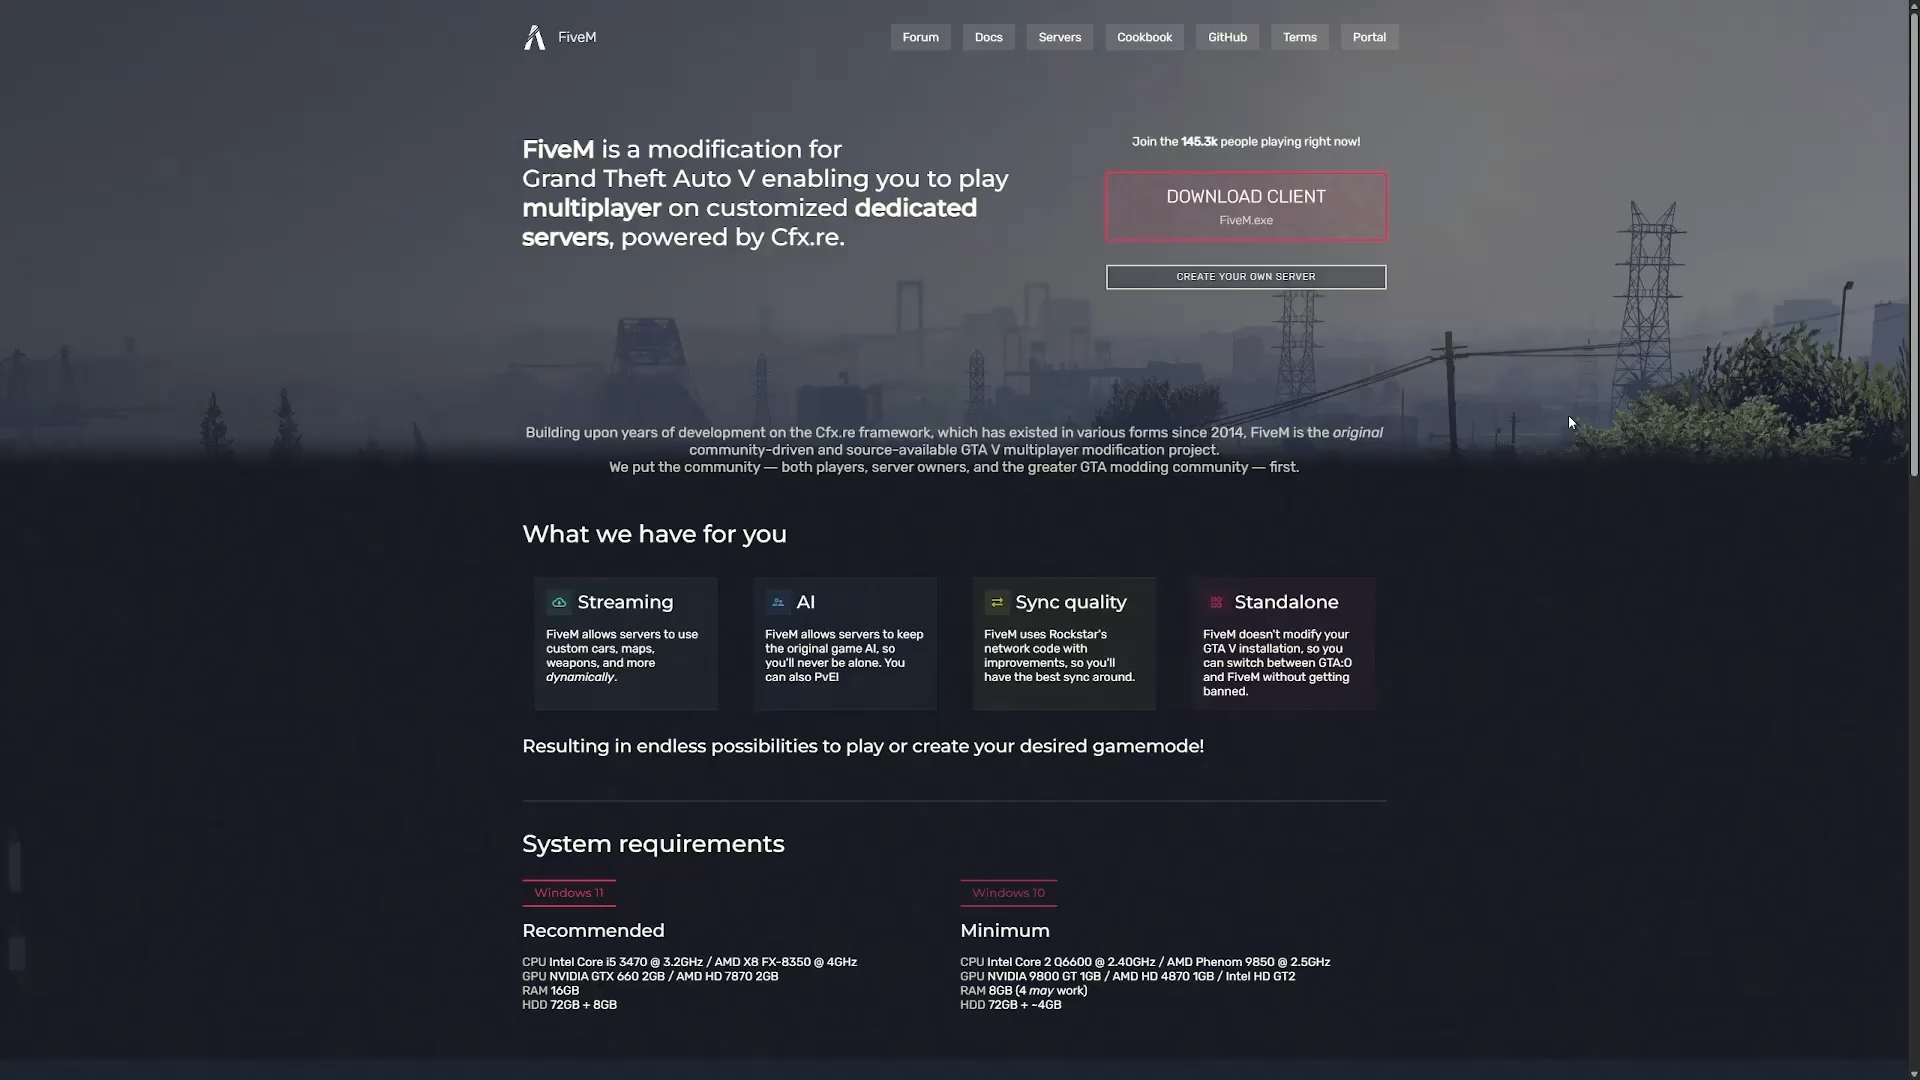 FiveM
Forum
Docs
Servers
Cookbook
GitHub
Terms
Portal
FiveM is a modification for
Grand Theft Auto V enabling you to play
multiplayer on customized dedicated
servers, powered by Cfx.re.
Join the 145.3k people playing right now!
DOWNLOAD CLIENT
FiveM.exe
CREATE YOUR OWN SERVER
Building upon years of development on the Cfx.re framework, which has existed in various forms since 2014, FiveM is the original
community-driven and source-available GTA V multiplayer modification project.
We put the community — both players, server owners, and the greater GTA modding community — first.
What we have for you
Streaming
FiveM allows servers to use
custom cars, maps,
weapons, and more
dynamically.
AI
FiveM allows servers to keep
the original game AI, so
you'll never be alone. You
can also PvE!
Sync quality
FiveM uses Rockstar's
network code with
improvements, so you'll
have the best sync around.
Standalone
FiveM doesn't modify your
GTA V installation, so you
can switch between GTA:O
and FiveM without getting
banned.
Resulting in endless possibilities to play or create your desired gamemode!
System requirements
Windows 11
Recommended
CPU Intel Core i5 3470 @ 3.2GHz / AMD X8 FX-8350 @ 4GHz
GPU NVIDIA GTX 660 2GB / AMD HD 7870 2GB
RAM 16GB
HDD 72GB + 8GB
Windows 10
Minimum
CPU Intel Core 2 Q6600 @ 2.40GHz / AMD Phenom 9850 @ 2.5GHz
GPU NVIDIA 9800 GT 1GB / AMD HD 4870 1GB / Intel HD GT2
RAM 8GB (4 may work)
HDD 72GB + ~4GB